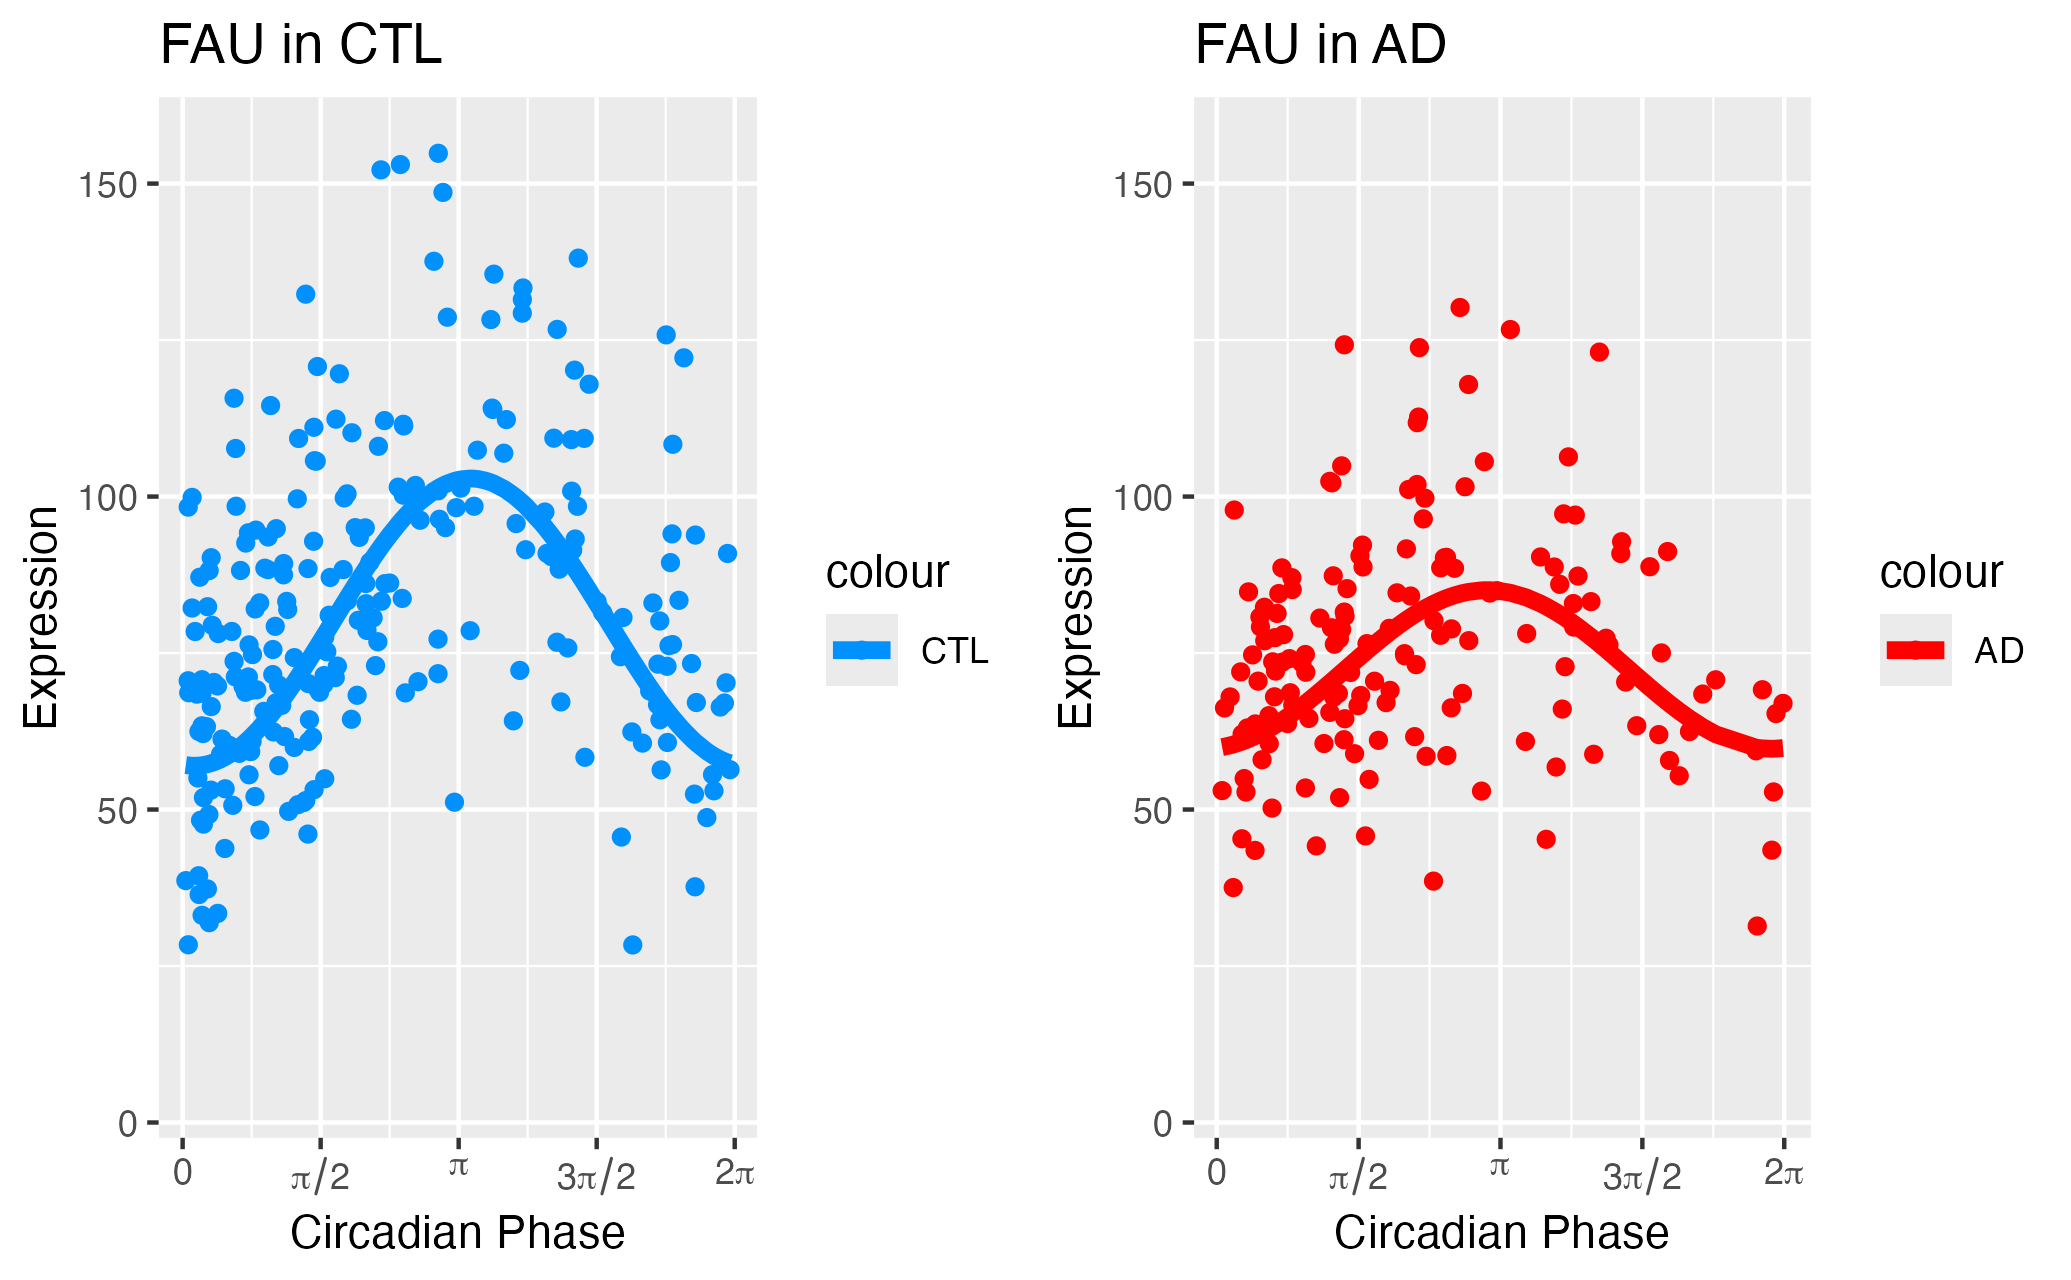 FAU in CTL
150
100
50
0
Expression
0
π/2
π
3π/2
2π
Circadian Phase
colour
CTL
FAU in AD
150
100
50
0
Expression
0
π/2
π
3π/2
2π
Circadian Phase
colour
AD